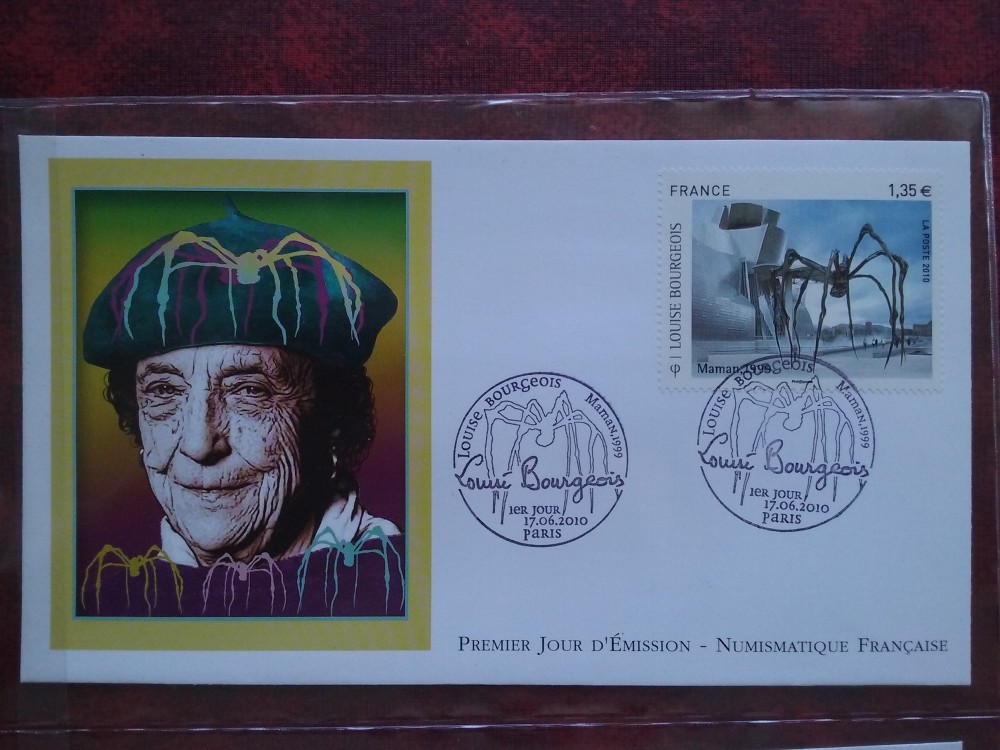 FRANCE 1,35 €
LOUISE BOURGEOIS
LA POSTE 2010
Maman, 1999
LOUISE BOURGEOIS Maman, 1999
Louise Bourgeois
1ER JOUR
17.06.2010
PARIS
LOUISE BOURGEOIS Maman, 1999
Louise Bourgeois
1ER JOUR
17.06.2010
PARIS
PREMIER JOUR D'ÉMISSION - NUMISMATIQUE FRANÇAISE